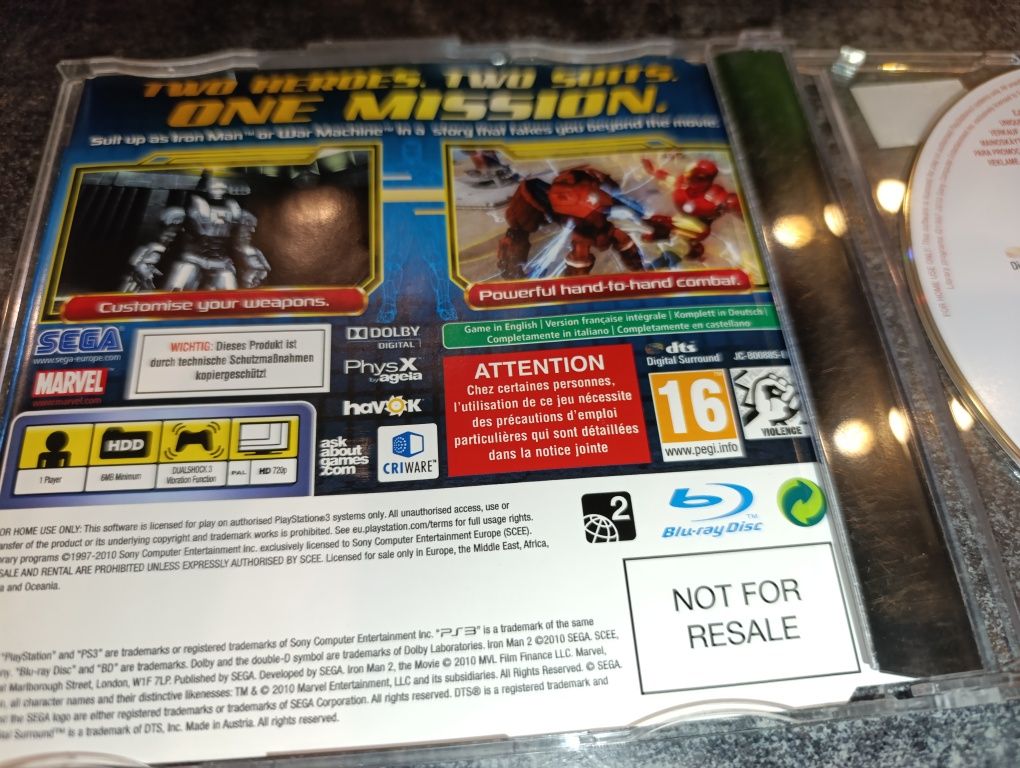 TWO HEROES. TWO SUITS.
ONE MISSION.
Suit up as Iron Man™ or War Machine™ in a story that takes you beyond the movie.
Customise your weapons.
Powerful hand-to-hand combat.
SEGA
www.sega-europe.com
MARVEL
www.marvel.com
WICHTIG: Dieses Produkt ist
durch technische Schutzmaßnahmen
kopiergeschützt!
DOLBY
DIGITAL
PhysX
by ageia
havok
Game in English | Version française intégrale | Komplett in Deutsch
Completamente in italiano | Completamente en castellano
ATTENTION
Chez certaines personnes,
l'utilisation de ce jeu nécessite
des précautions d'emploi
particulières qui sont détaillées
dans la notice jointe
dts
Digital Surround
JC-800885-E
16
www.pegi.info
VIOLENCE
1 Player
HDD
6MB Minimum
DUALSHOCK 3
Vibration Function
PAL
HD 720p
ask
about
games
.com
CRIWARE™
OR HOME USE ONLY: This software is licensed for play on authorised PlayStation®3 systems only. All unauthorised access, use or
ansfer of the product or its underlying copyright and trademark works is prohibited. See eu.playstation.com/terms for full usage rights.
rary programs ©1997-2010 Sony Computer Entertainment Inc. exclusively licensed to Sony Computer Entertainment Europe (SCEE).
SALE AND RENTAL ARE PROHIBITED UNLESS EXPRESSLY AUTHORISED BY SCEE. Licensed for sale only in Europe, the Middle East, Africa,
a and Oceania.
2
Blu-ray Disc™
NOT FOR
RESALE
"PlayStation" and "PS3" are trademarks or registered trademarks of Sony Computer Entertainment Inc. "PS3" is a trademark of the same
ny. "Blu-ray Disc" and "BD" are trademarks. Dolby and the double-D symbol are trademarks of Dolby Laboratories. Iron Man 2 ©2010 SEGA. SCEE,
Marlborough Street, London, W1F 7LP. Published by SEGA. Developed by SEGA. Iron Man 2, the Movie © 2010 MVL Film Finance LLC. Marvel,
all character names and their distinctive likenesses: TM & © 2010 Marvel Entertainment, LLC and its subsidiaries. All Rights Reserved. © SEGA.
the SEGA logo are either registered trademarks or trademarks of SEGA Corporation. All rights reserved. DTS® is a registered trademark and
tal Surround™ is a trademark of DTS, Inc. Made in Austria. All rights reserved.
FOR HOME USE ONLY